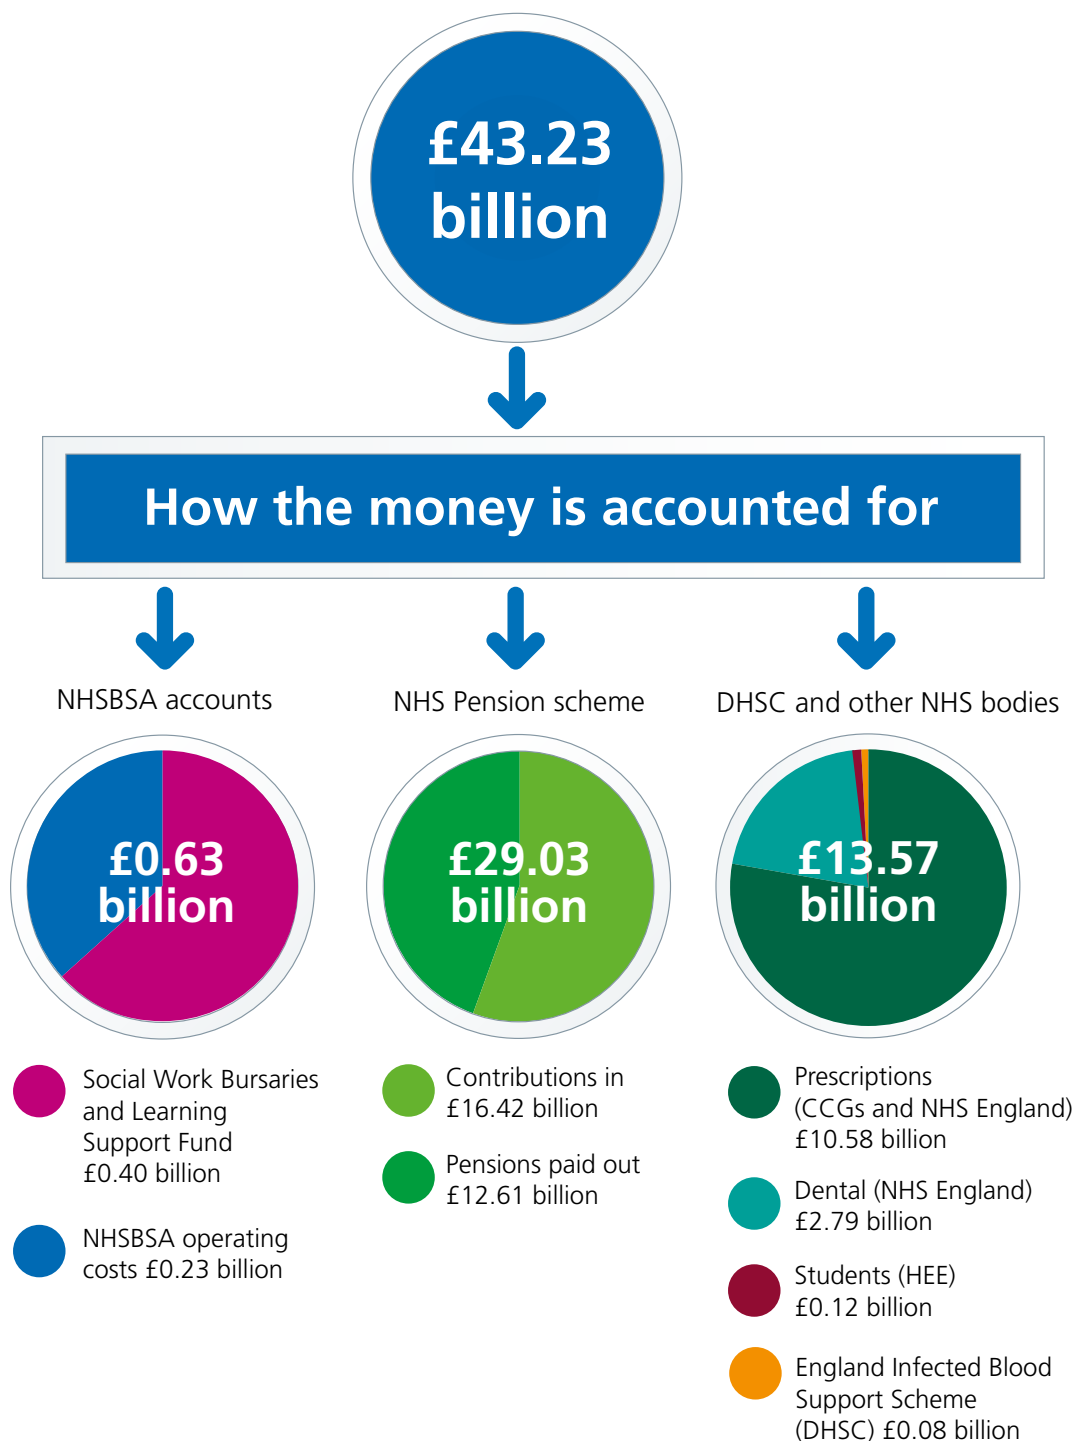 £43.23
billion
How the money is accounted for
NHSBSA accounts
£0.63
billion
Social Work Bursaries
and Learning
Support Fund
£0.40 billion
NHSBSA operating
costs £0.23 billion
NHS Pension scheme
£29.03
billion
Contributions in
£16.42 billion
Pensions paid out
£12.61 billion
DHSC and other NHS bodies
£13.57
billion
Prescriptions
(CCGs and NHS England)
£10.58 billion
Dental (NHS England)
£2.79 billion
Students (HEE)
£0.12 billion
England Infected Blood
Support Scheme
(DHSC) £0.08 billion